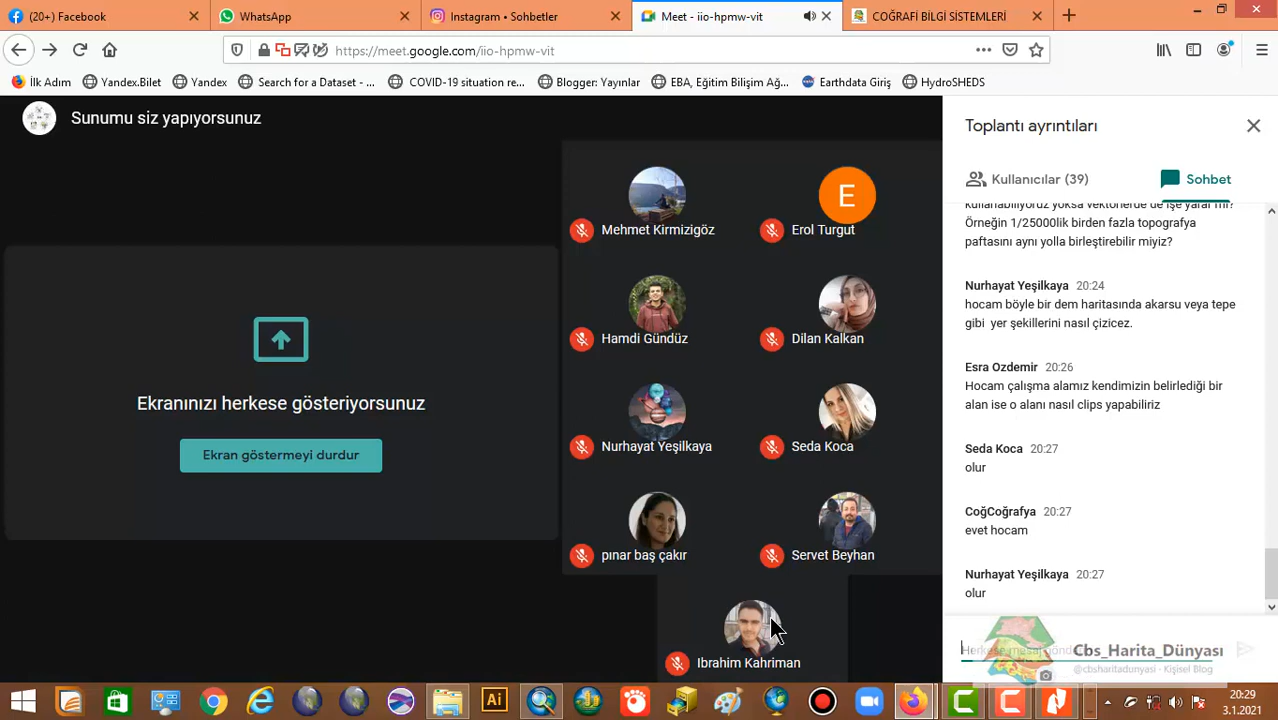 (20+) Facebook
WhatsApp
Instagram • Sohbetler
Meet - iio-hpmw-vit
COĞRAFİ BİLGİ SİSTEMLERİ
https://meet.google.com/iio-hpmw-vit
İlk Adım
Yandex.Bilet
Yandex
Search for a Dataset - ...
COVID-19 situation re...
Blogger: Yayınlar
EBA, Eğitim Bilişim Ağ...
Earthdata Giriş
HydroSHEDS
Sunumu siz yapıyorsunuz
Ekranınızı herkese gösteriyorsunuz
Ekran göstermeyi durdur
Mehmet Kirmizigöz
E
Erol Turgut
Hamdi Gündüz
Dilan Kalkan
Nurhayat Yeşilkaya
Seda Koca
pınar baş çakır
Servet Beyhan
Ibrahim Kahriman
Toplantı ayrıntıları
Kullanıcılar (39)
Sohbet
kullanabiliyoruz yoksa vektörlerde de işe yarar mı?
Örneğin 1/25000lik birden fazla topografya
paftasını aynı yolla birleştirebilir miyiz?
Nurhayat Yeşilkaya 20:24
hocam böyle bir dem haritasında akarsu veya tepe
gibi yer şekillerini nasıl çizicez.
Esra Ozdemir 20:26
Hocam çalışma alamız kendimizin belirlediği bir
alan ise o alanı nasıl clips yapabiliriz
Seda Koca 20:27
olur
CoğCoğrafya 20:27
evet hocam
Nurhayat Yeşilkaya 20:27
olur
Cbs_Harita_Dünyası
@cbsharitadunyasi - Kişisel Blog
Ai
20:29
3.1.2021